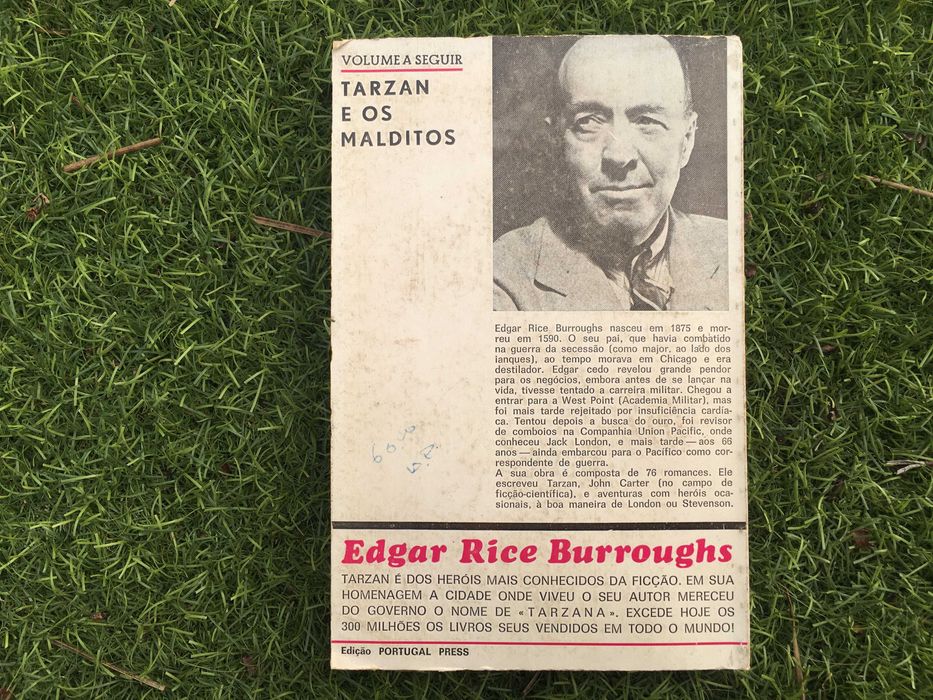 VOLUME A SEGUIR
TARZAN
E OS
MALDITOS
Edgar Rice Burroughs nasceu em 1875 e mor-
reu em 1590. O seu pai, que havia combatido
na guerra da secessão (como major, ao lado dos
ianques), ao tempo morava em Chicago e era
destilador. Edgar cedo revelou grande pendor
para os negócios, embora antes de se lançar na
vida, tivesse tentado a carreira militar. Chegou a
entrar para a West Point (Academia Militar), mas
foi mais tarde rejeitado por insuficiência cardía-
ca. Tentou depois a busca do ouro, foi revisor
de comboios na Companhia Union Pacific, onde
conheceu Jack London, e mais tarde — aos 66
anos — ainda embarcou para o Pacífico como cor-
respondente de guerra.
A sua obra é composta de 76 romances. Ele
escreveu Tarzan, John Carter (no campo de
ficção-científica), e aventuras com heróis oca-
sionais, à boa maneira de London ou Stevenson.
Edgar Rice Burroughs
TARZAN É DOS HERÓIS MAIS CONHECIDOS DA FICÇÃO. EM SUA
HOMENAGEM A CIDADE ONDE VIVEU O SEU AUTOR MERECEU
DO GOVERNO O NOME DE «TARZANA». EXCEDE HOJE OS
300 MILHÕES OS LIVROS SEUS VENDIDOS EM TODO O MUNDO!
Edição PORTUGAL PRESS